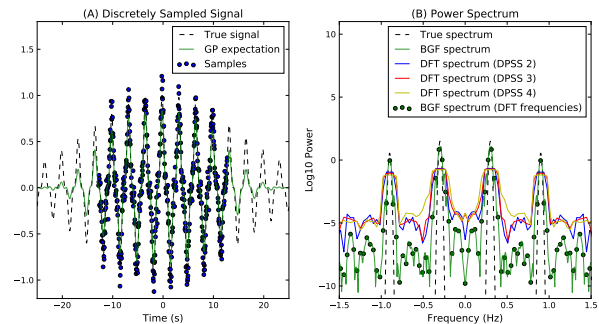 (A) Discretely Sampled Signal
True signal
GP expectation
Samples
1.5
1.0
0.5
0.0
−0.5
−1.0
−20
−10
0
10
20
Time (s)
(B) Power Spectrum
True spectrum
BGF spectrum
DFT spectrum (DPSS 2)
DFT spectrum (DPSS 3)
DFT spectrum (DPSS 4)
BGF spectrum (DFT frequencies)
Log10 Power
5
0
−5
−10
−1.5
−1.0
−0.5
0.0
0.5
1.0
1.5
Frequency (Hz)